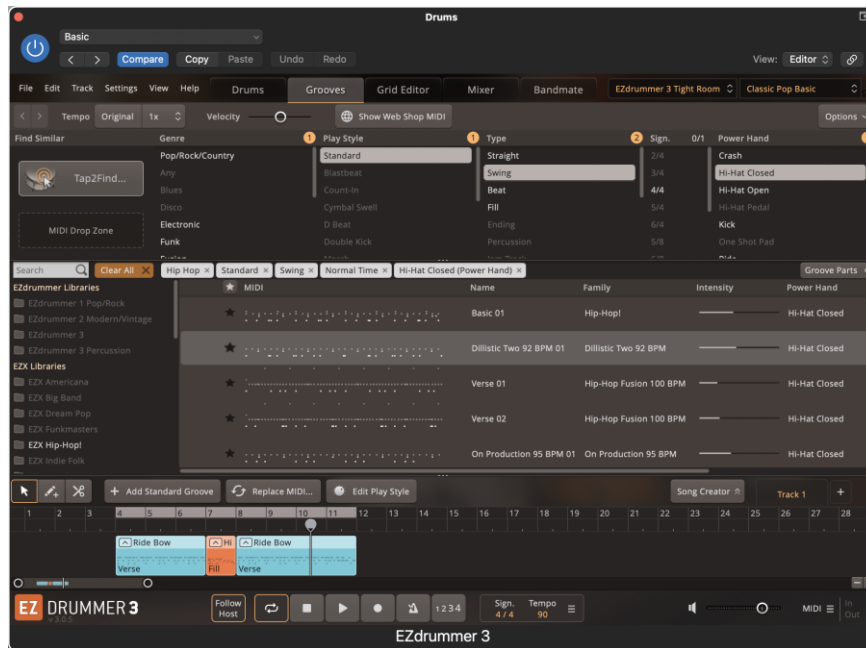 Drums
Basic
Compare Copy Paste Undo Redo View: Editor
File Edit Track Settings View Help Drums Grooves Grid Editor Mixer Bandmate EZdrummer 3 Tight Room Classic Pop Basic
Tempo Original 1x Velocity Show Web Shop MIDI Options
Find Similar Genre 1 Play Style 1 Type 2 Sign. 0/1 Power Hand
Pop/Rock/Country Standard Straight 2/4 Crash
Tap2Find... Any Blastbeat Swing 3/4 Hi-Hat Closed
Blues Count-In Beat 4/4 Hi-Hat Open
Disco Cymbal Swell Fill 5/4 Hi-Hat Pedal
MIDI Drop Zone Electronic D Beat Ending 6/4 Kick
Funk Double Kick Percussion 5/8 One Shot Pad
Search Clear All Hip Hop × Standard × Swing × Normal Time × Hi-Hat Closed (Power Hand) × Groove Parts
EZdrummer Libraries MIDI Name Family Intensity Power Hand
EZdrummer 1 Pop/Rock
EZdrummer 2 Modern/Vintage Basic 01 Hip-Hop! Hi-Hat Closed
EZdrummer 3
EZdrummer 3 Percussion Dillistic Two 92 BPM 01 Dillistic Two 92 BPM Hi-Hat Closed
EZX Libraries
EZX Americana Verse 01 Hip-Hop Fusion 100 BPM Hi-Hat Closed
EZX Big Band
EZX Dream Pop
EZX Funkmasters Verse 02 Hip-Hop Fusion 100 BPM Hi-Hat Closed
EZX Hip-Hop!
EZX Indie Folk On Production 95 BPM 01 On Production 95 BPM Hi-Hat Closed
+ Add Standard Groove Replace MIDI... Edit Play Style Song Creator Track 1 +
1 2 3 4 5 6 7 8 9 10 11 12 13 14 15 16 17 18 19 20 21 22 23 24 25 26 27 28
Ride Bow Hi Ride Bow
Verse Fill Verse
EZ DRUMMER 3 Follow Host 1 2 3 4 Sign. 4 / 4 Tempo 90 MIDI In Out
v 3.0.5
EZdrummer 3